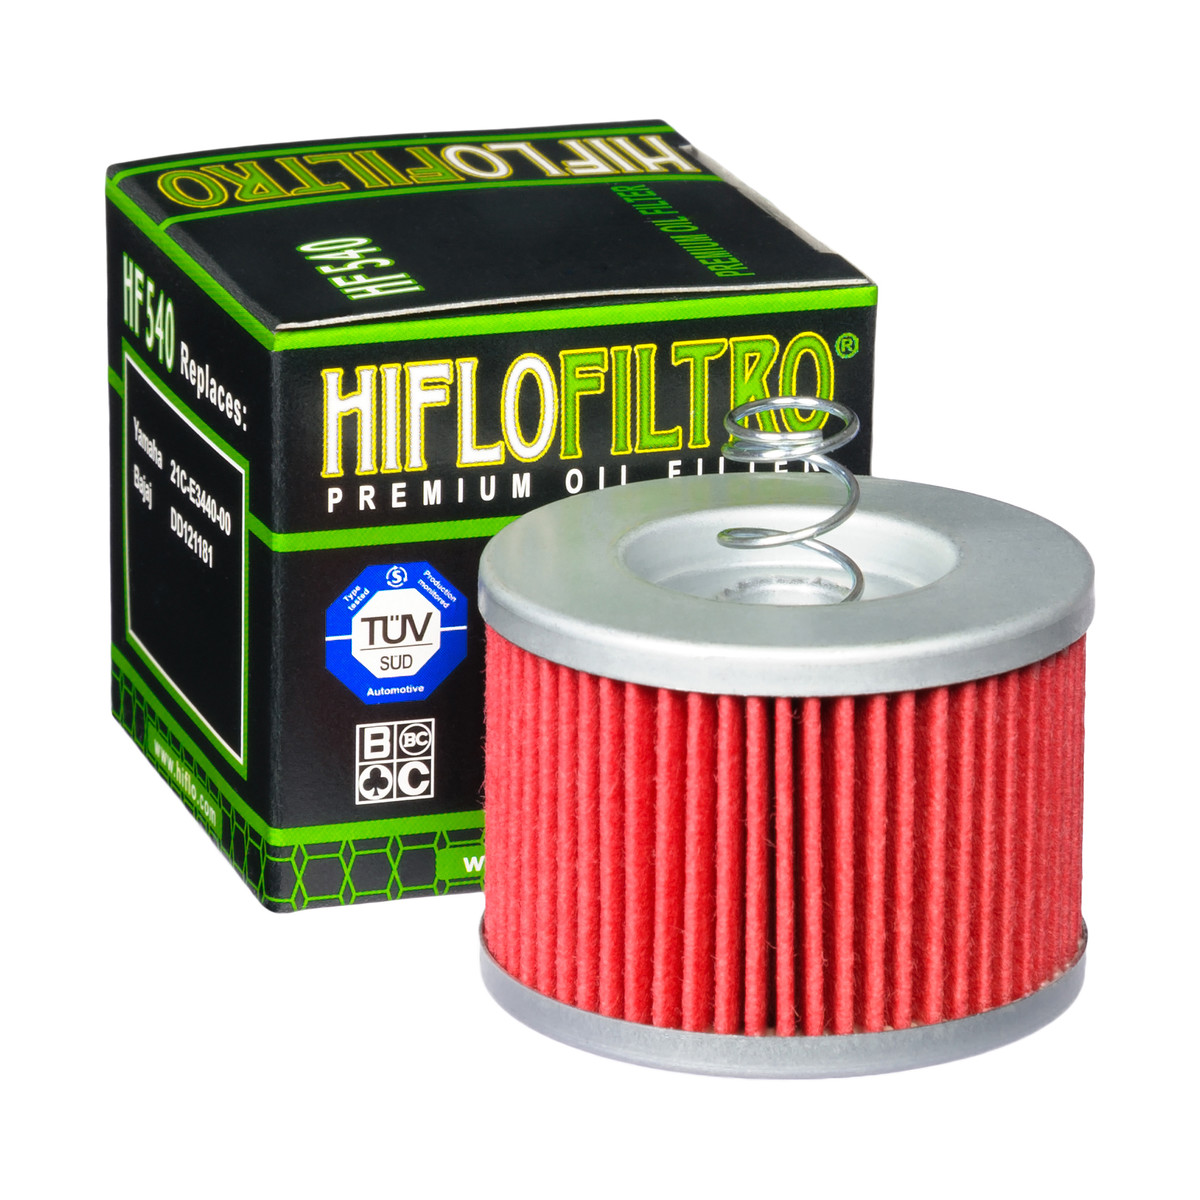 HIFLOFILTRO
PREMIUM OIL FILTER
HF540
HF540 Replaces:
Yamaha 21C-E3440-00
Bajaj DD121181
www.hiflo.com
HIFLOFILTRO®
PREMIUM OIL FILTER
Type tested
Production monitored
TÜV
SÜD
Automotive
B BC
C
w